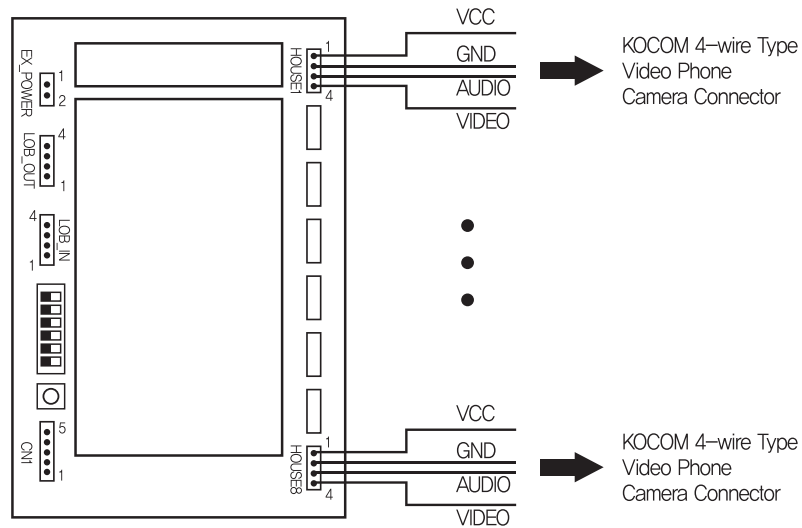 VCC
GND
AUDIO
VIDEO
KOCOM 4-wire Type
Video Phone
Camera Connector
EX_POWER
1
2
HOUSE1
1
4
LOB_OUT
4
1
LOB_IN
4
1
CN1
5
1
HOUSE8
1
4
VCC
GND
AUDIO
VIDEO
KOCOM 4-wire Type
Video Phone
Camera Connector